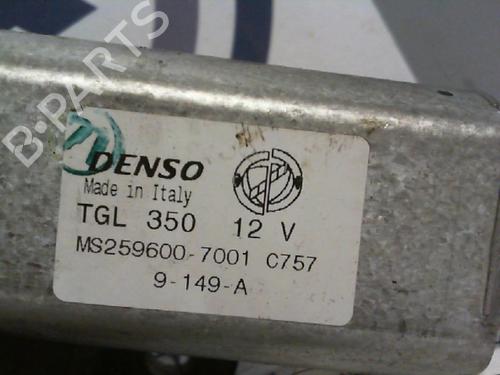 B-PARTS
DENSO
Made in Italy
TGL 350 12 V
MS259600-7001 C757
9-149-A